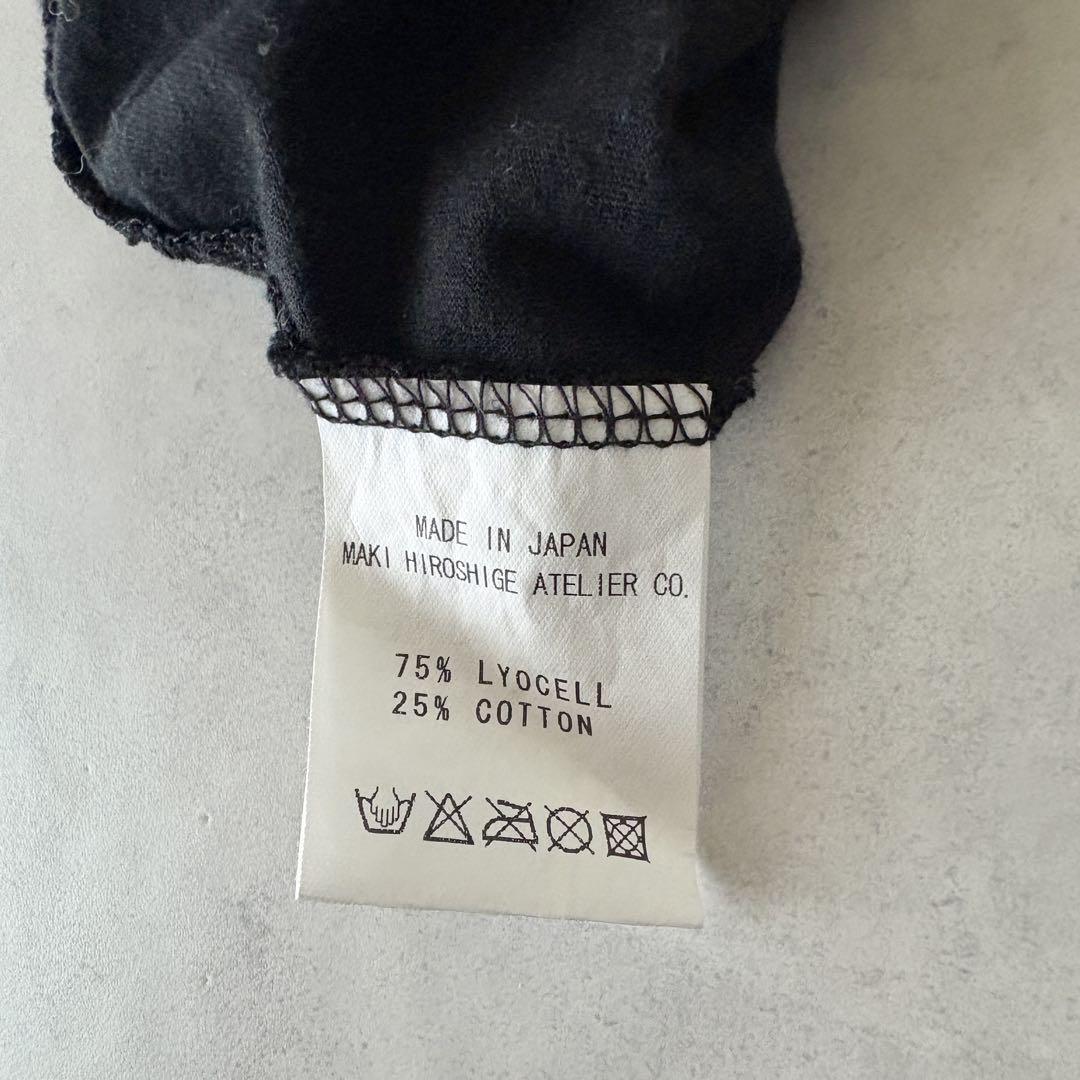 MADE IN JAPAN
MAKI HIROSHIGE ATELIER CO.
75% LYOCELL
25% COTTON